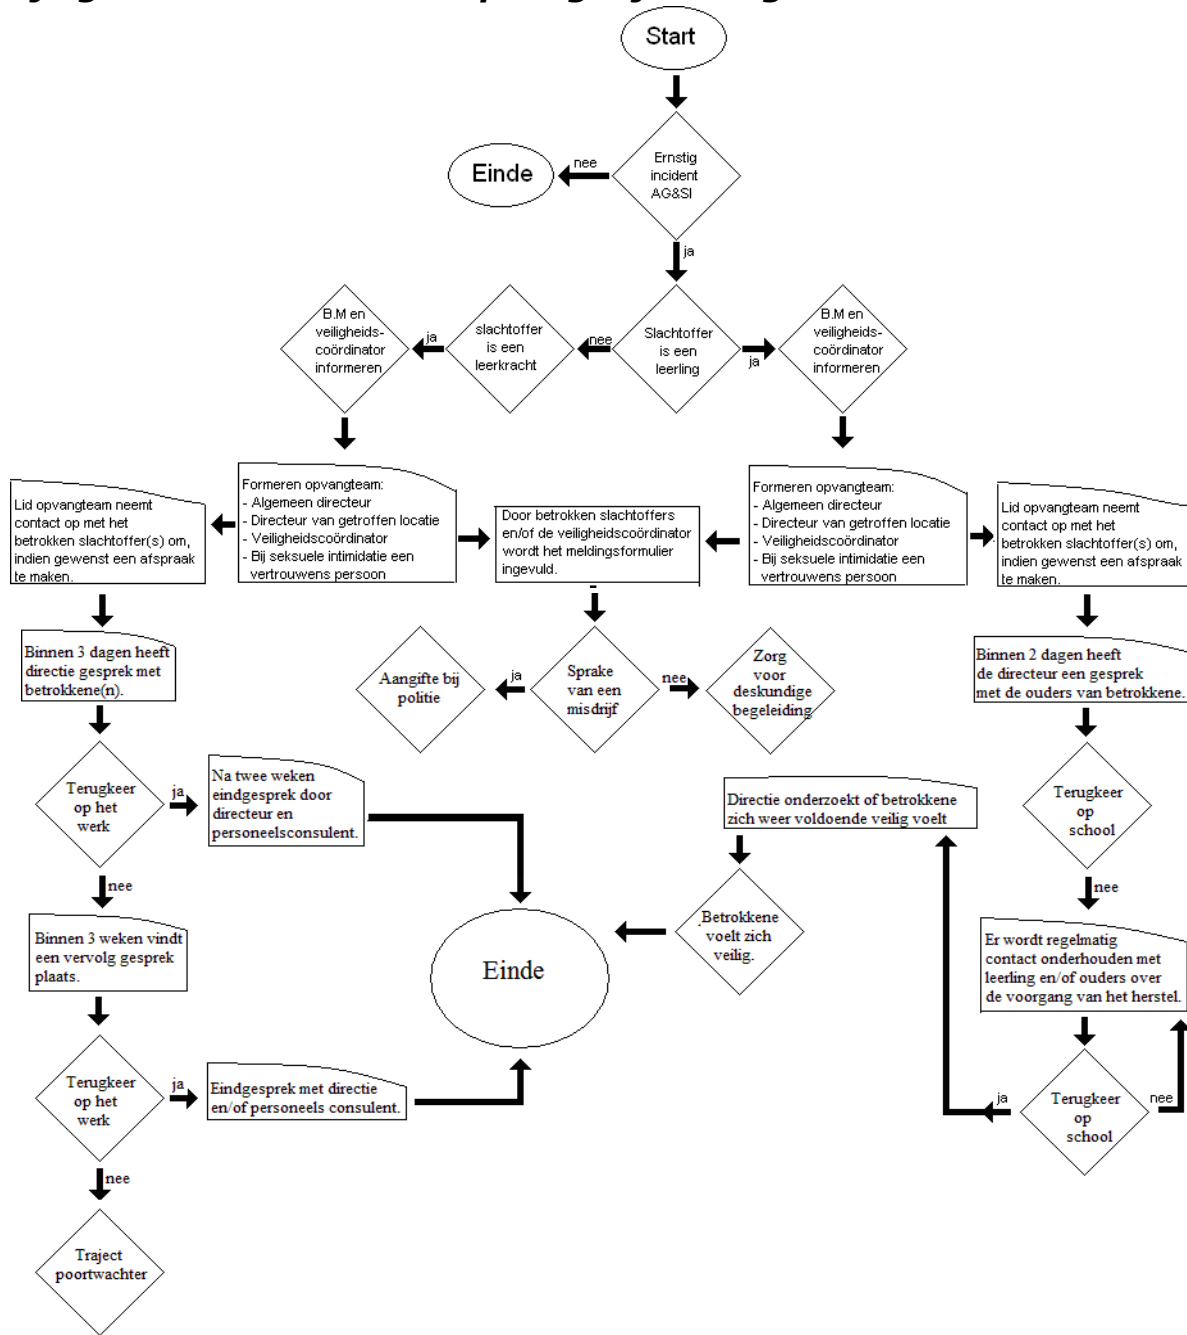 Start
Ernstig
incident
AG&SI
nee
Einde
ja
B.M en
veiligheids-
coördinator
informeren
ja
slachtoffer
is een
leerkracht
nee
Slachtoffer
is een
leerling
ja
B.M en
veiligheids-
coördinator
informeren
Lid opvangteam neemt
contact op met het
betrokken slachtoffer(s) om,
indien gewenst een afspraak
te maken.
Formeren opvangteam:
- Algemeen directeur
- Directeur van getroffen locatie
- Veiligheidscoördinator
- Bij seksuele intimidatie een
vertrouwens persoon
Door betrokken slachtoffers
en/of de veiligheidscoördinator
wordt het meldingsformulier
ingevuld.
Formeren opvangteam:
- Algemeen directeur
- Directeur van getroffen locatie
- Veiligheidscoördinator
- Bij seksuele intimidatie een
vertrouwens persoon
Lid opvangteam neemt
contact op met het
betrokken slachtoffer(s) om,
indien gewenst een afspraak
te maken.
Binnen 3 dagen heeft
directie gesprek met
betrokkene(n).
Aangifte bij
politie
ja
Sprake
van een
misdrijf
nee
Zorg
voor
deskundige
begeleiding
Binnen 2 dagen heeft
de directeur een gesprek
met de ouders van betrokkene.
Terugkeer
op het
werk
ja
Na twee weken
eindgesprek door
directeur en
personeelsconsulent.
Directie onderzoekt of betrokkene
zich weer voldoende veilig voelt
Terugkeer
op
school
nee
nee
Binnen 3 weken vindt
een vervolg gesprek
plaats.
Einde
Betrokkene
voelt zich
veilig.
Er wordt regelmatig
contact onderhouden met
leerling en/of ouders over
de voorgang van het herstel.
Terugkeer
op het
werk
ja
Eindgesprek met directie
en/of personeels consulent.
ja
Terugkeer
op
school
nee
nee
Traject
poortwachter